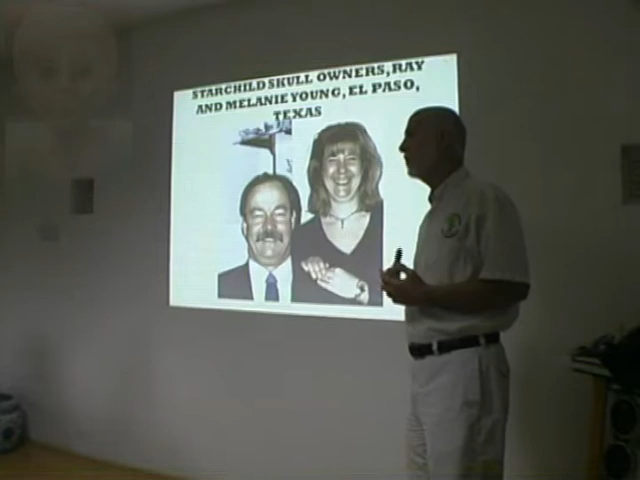 STARCHILD SKULL OWNERS, RAY
AND MELANIE YOUNG, EL PASO,
TEXAS